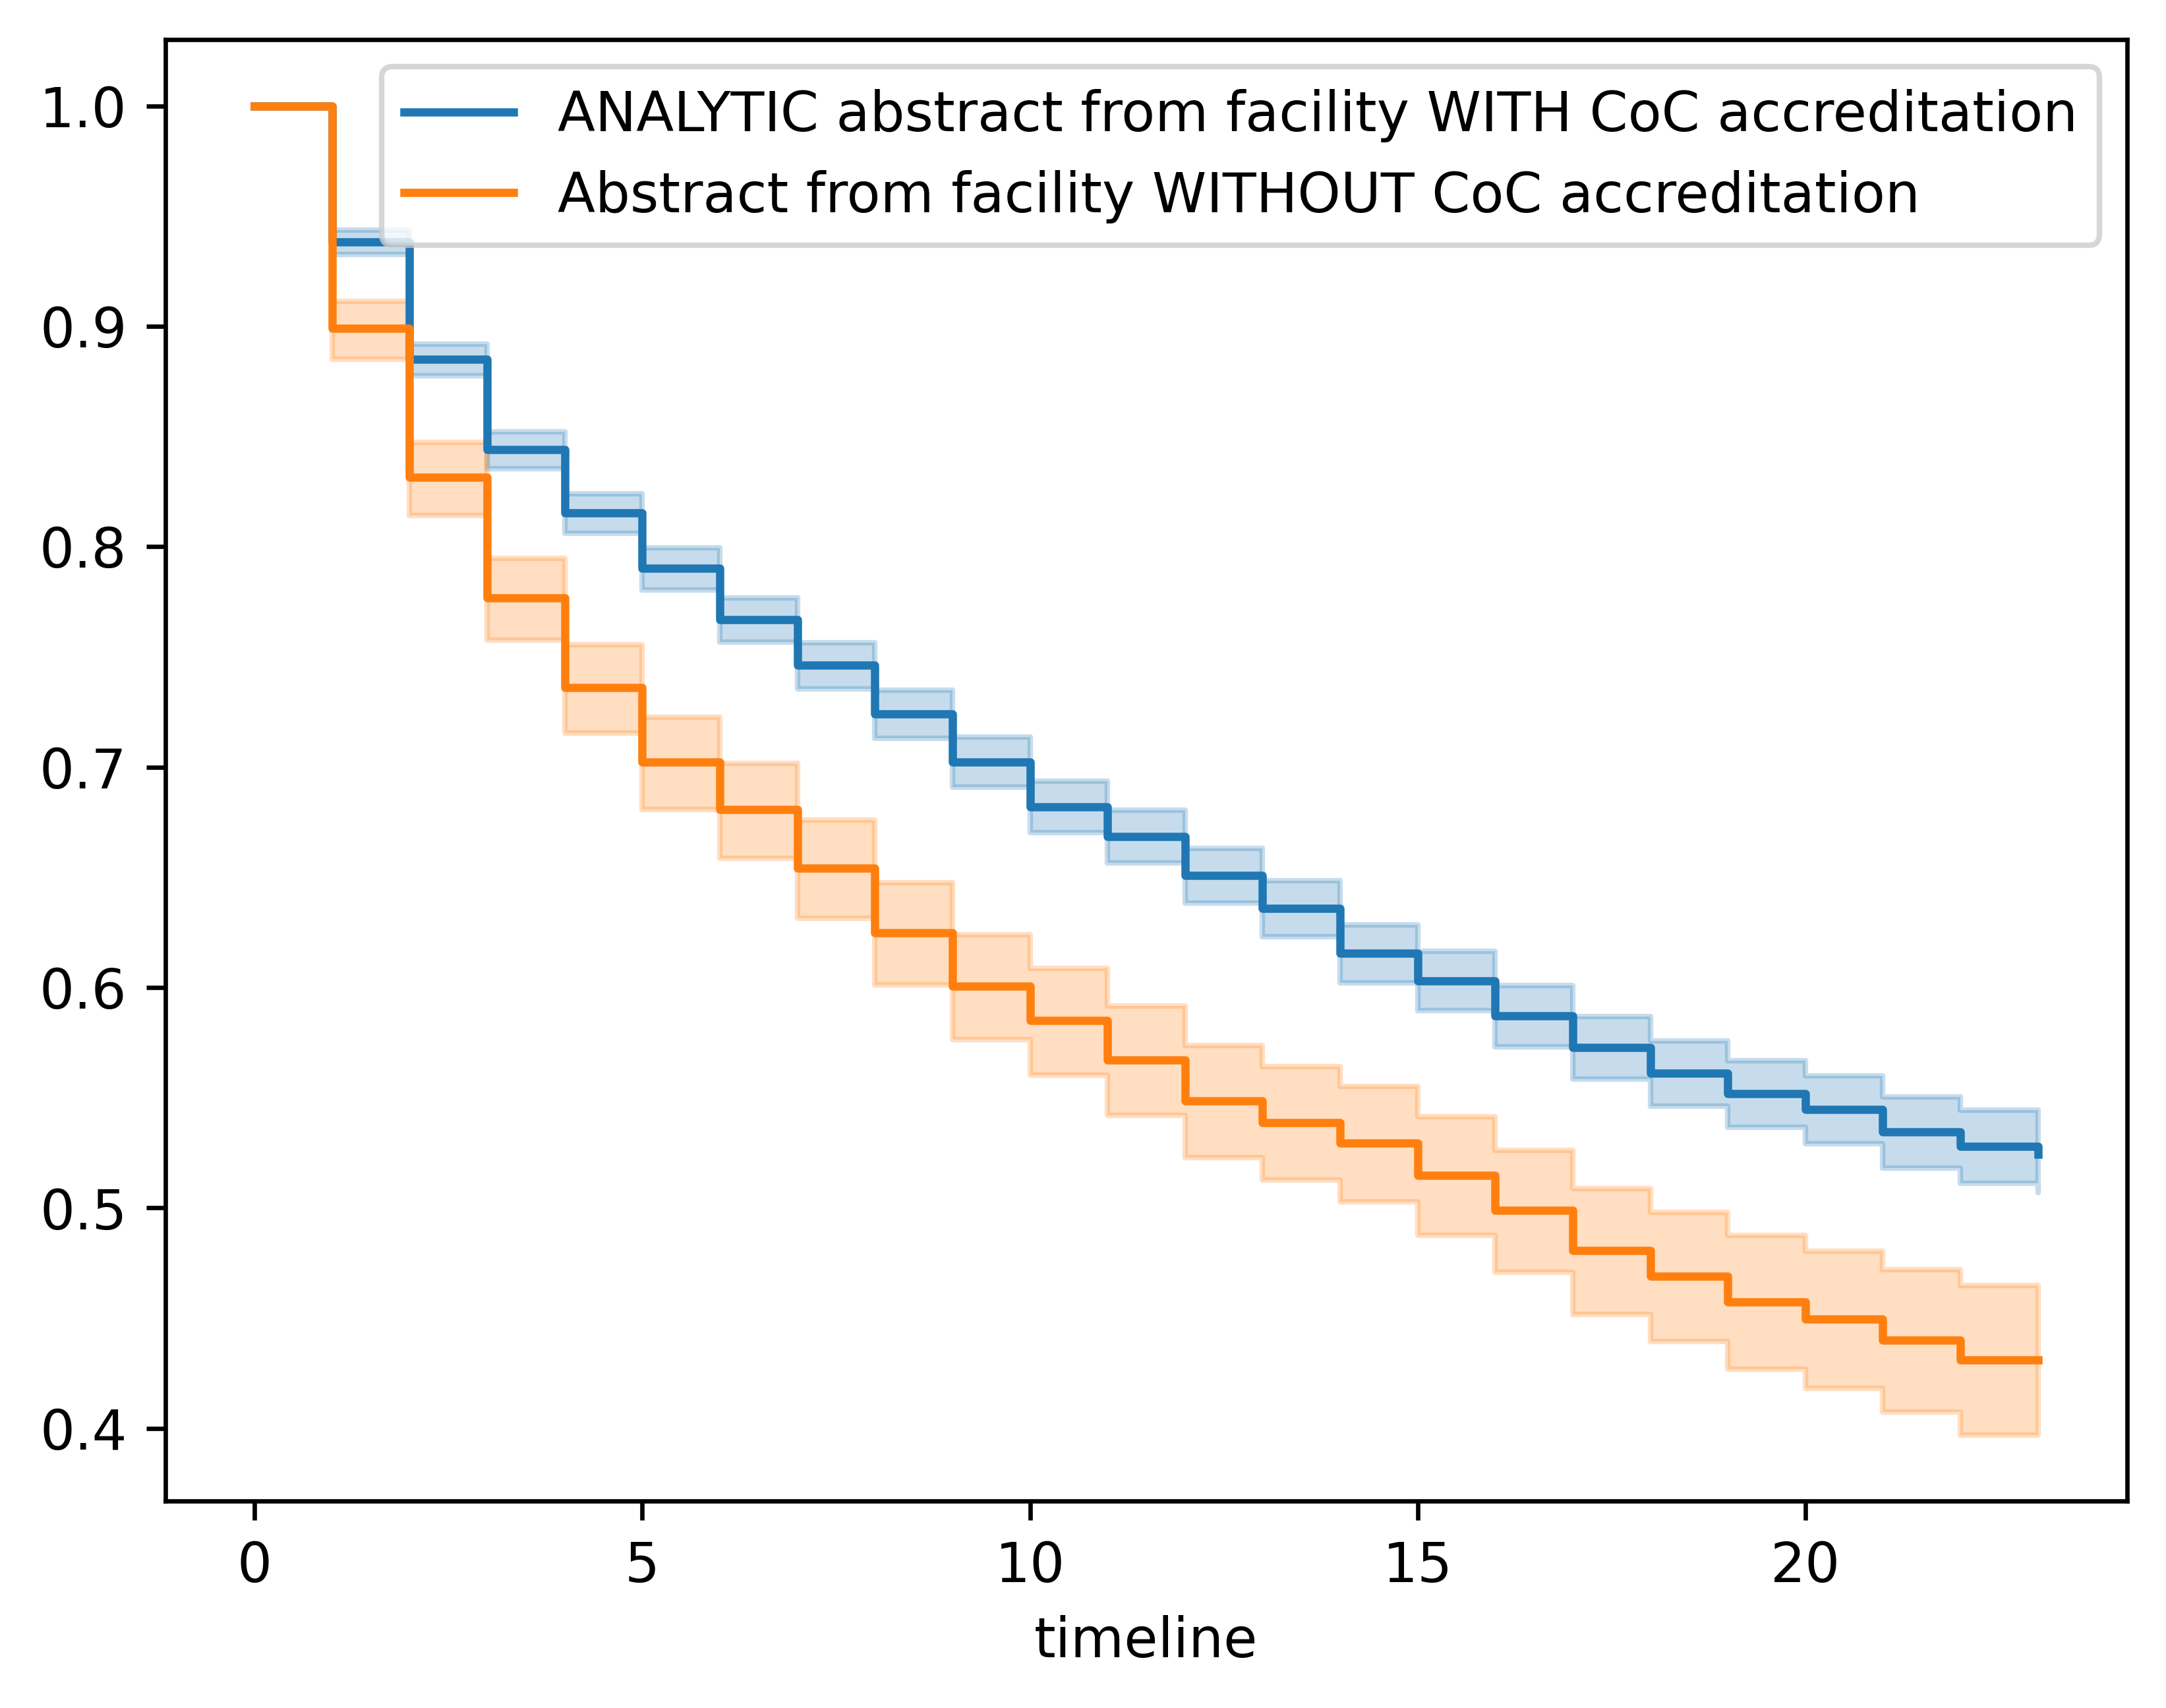 ANALYTIC abstract from facility WITH CoC accreditation
Abstract from facility WITHOUT CoC accreditation
1.0
0.9
0.8
0.7
0.6
0.5
0.4
0 5 10 15 20
timeline